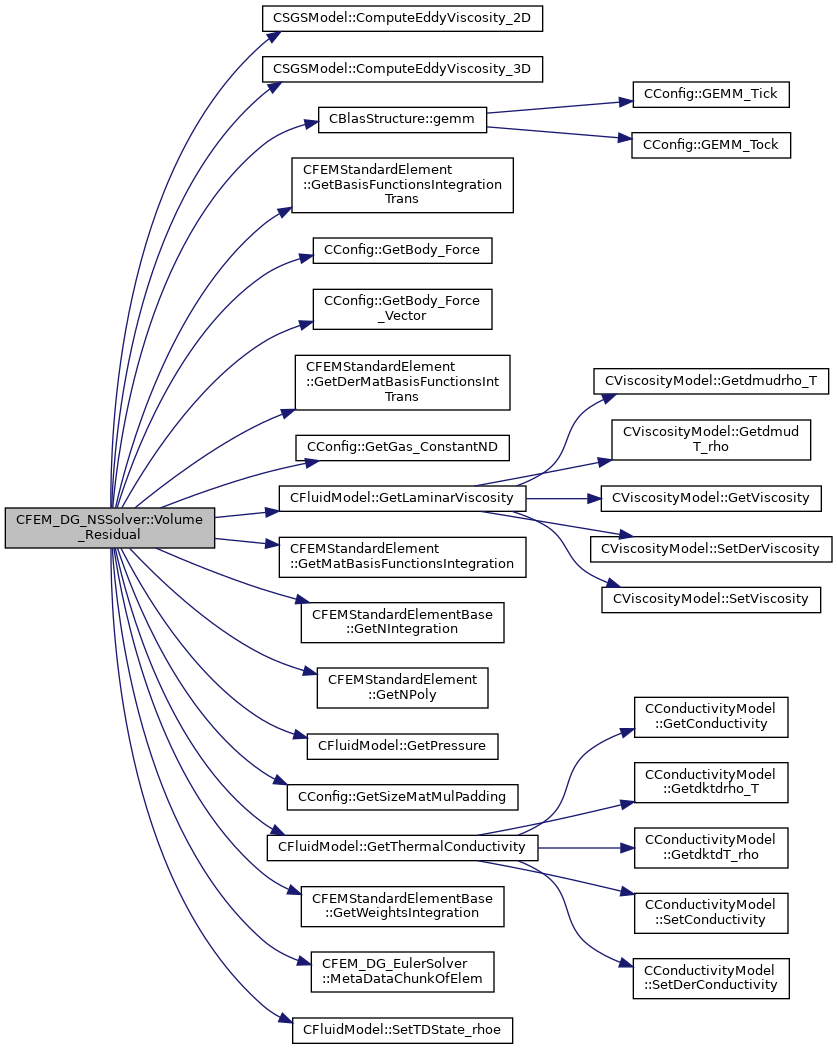 CFEM_DG_NSSolver::Volume
_Residual
CSGSModel::ComputeEddyViscosity_2D
CSGSModel::ComputeEddyViscosity_3D
CBlasStructure::gemm
CConfig::GEMM_Tick
CConfig::GEMM_Tock
CFEMStandardElement
::GetBasisFunctionsIntegration
Trans
CConfig::GetBody_Force
CConfig::GetBody_Force
_Vector
CFEMStandardElement
::GetDerMatBasisFunctionsInt
Trans
CConfig::GetGas_ConstantND
CFluidModel::GetLaminarViscosity
CViscosityModel::Getdmudrho_T
CViscosityModel::Getdmud
T_rho
CViscosityModel::GetViscosity
CViscosityModel::SetDerViscosity
CViscosityModel::SetViscosity
CFEMStandardElement
::GetMatBasisFunctionsIntegration
CFEMStandardElementBase
::GetNIntegration
CFEMStandardElement
::GetNPoly
CFluidModel::GetPressure
CConfig::GetSizeMatMulPadding
CFluidModel::GetThermalConductivity
CConductivityModel
::GetConductivity
CConductivityModel
::Getdktdrho_T
CConductivityModel
::GetdktdT_rho
CConductivityModel
::SetConductivity
CConductivityModel
::SetDerConductivity
CFEMStandardElementBase
::GetWeightsIntegration
CFEM_DG_EulerSolver
::MetaDataChunkOfElem
CFluidModel::SetTDState_rhoe